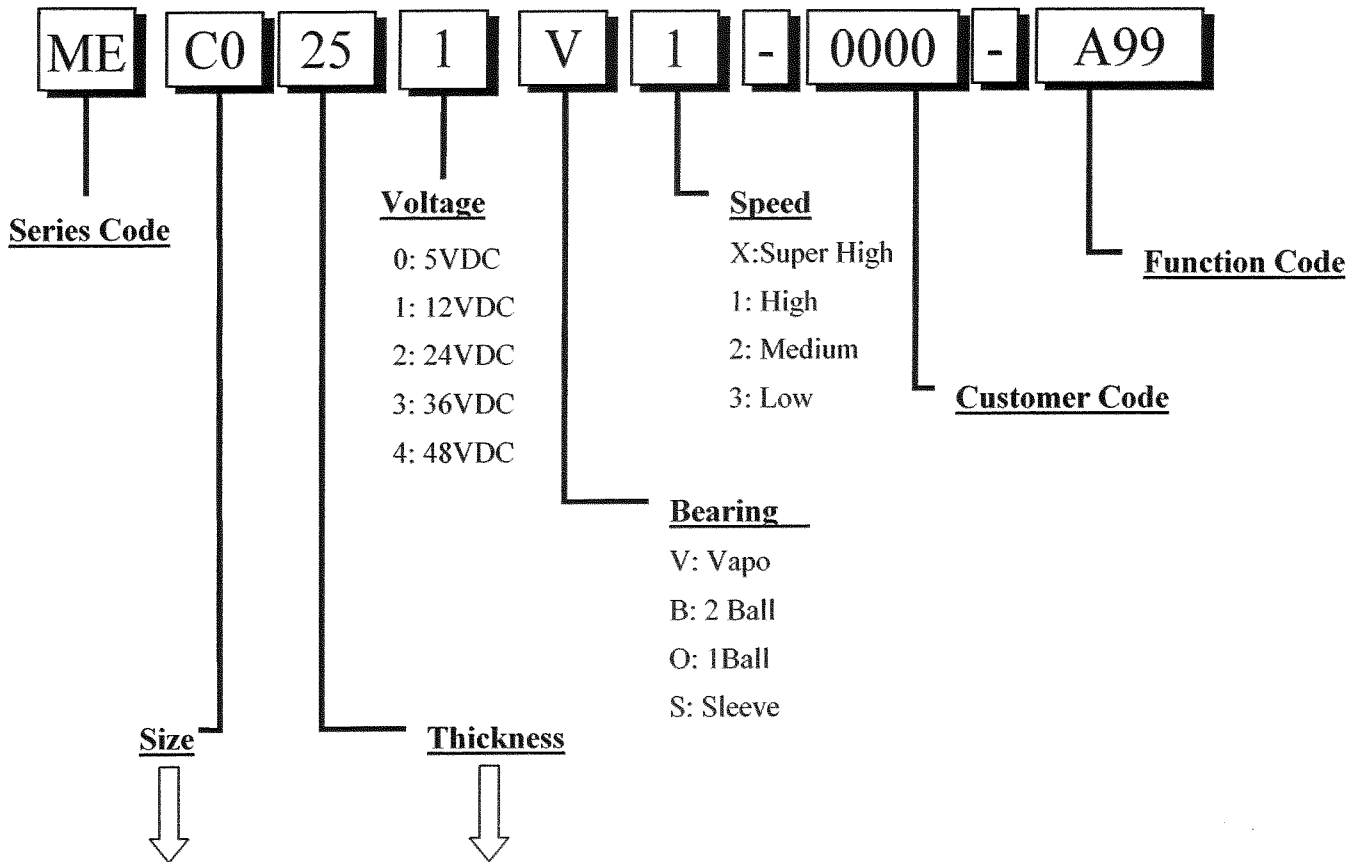 ME C0 25 1 V 1 - 0000 - A99
Series Code
Voltage
0: 5VDC
1: 12VDC
2: 24VDC
3: 36VDC
4: 48VDC
Speed
X:Super High
1: High
2: Medium
3: Low
Function Code
Customer Code
Bearing
V: Vapo
B: 2 Ball
O: 1Ball
S: Sleeve
Size
Thickness